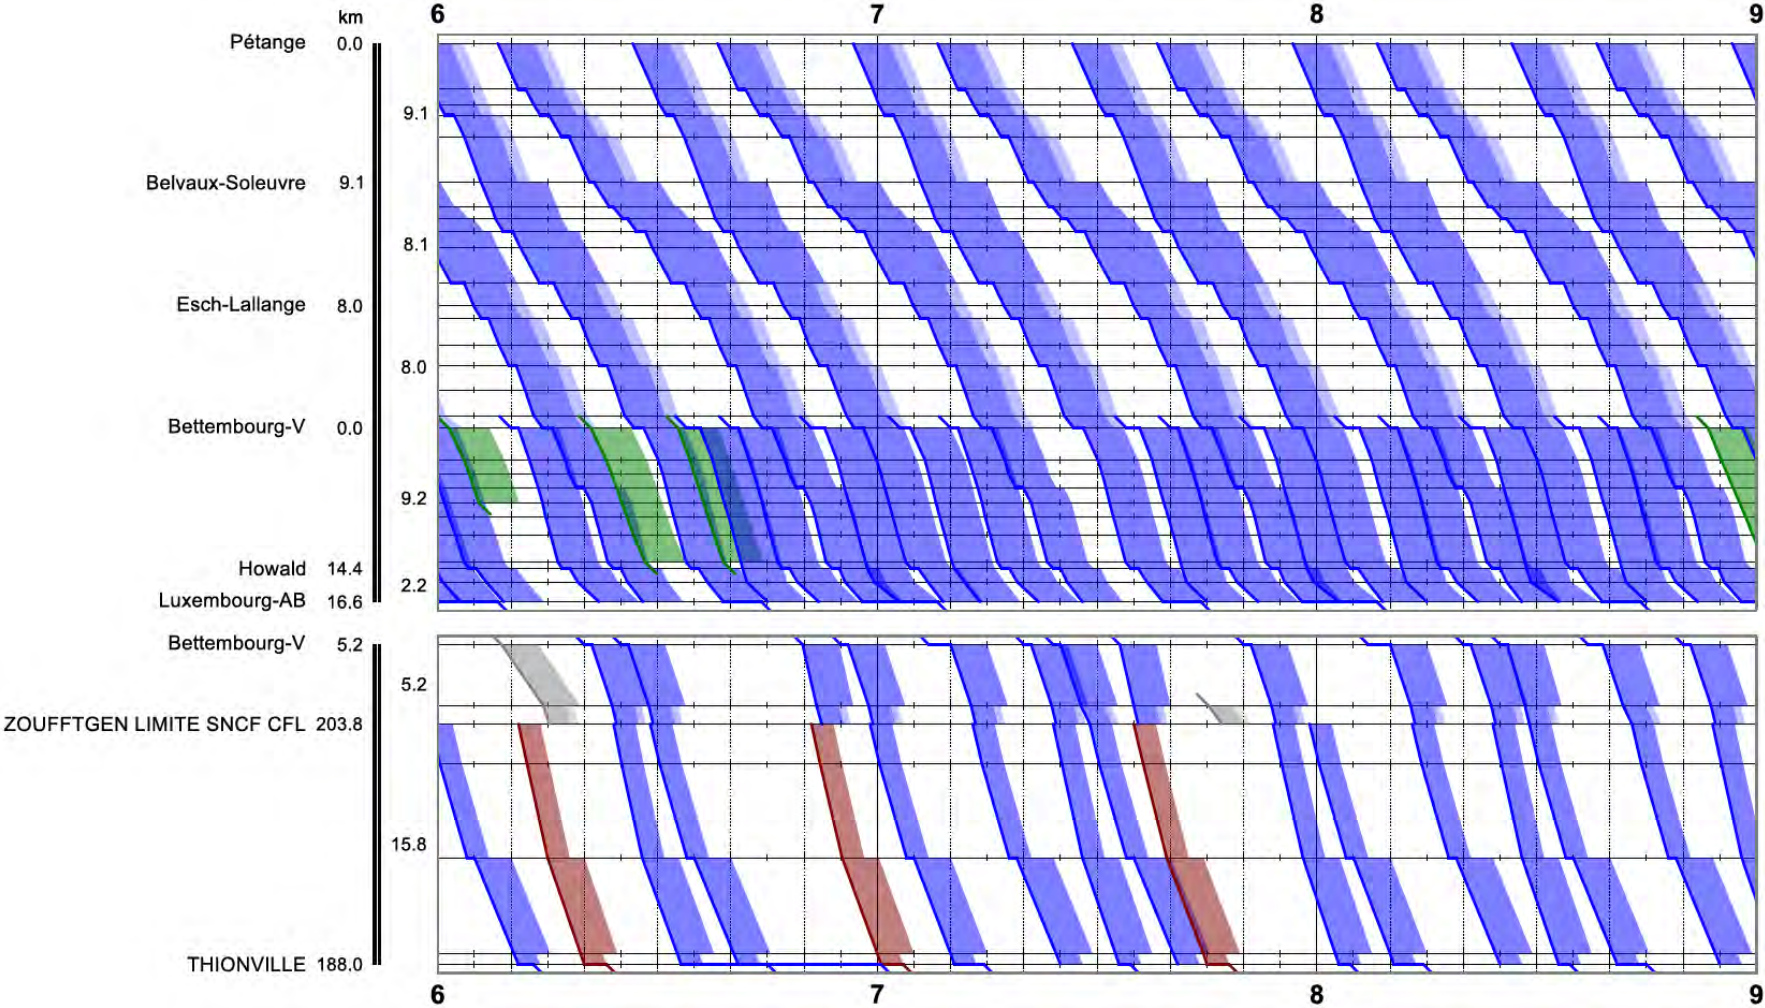 6 7 8 9
km
Pétange 0.0
9.1
Belvaux-Soleuvre 9.1
8.1
Esch-Lallange 8.0
8.0
Bettembourg-V 0.0
9.2
Howald 14.4
2.2
Luxembourg-AB 16.6
Bettembourg-V 5.2
5.2
ZOUFFTGEN LIMITE SNCF CFL 203.8
15.8
THIONVILLE 188.0
6 7 8 9